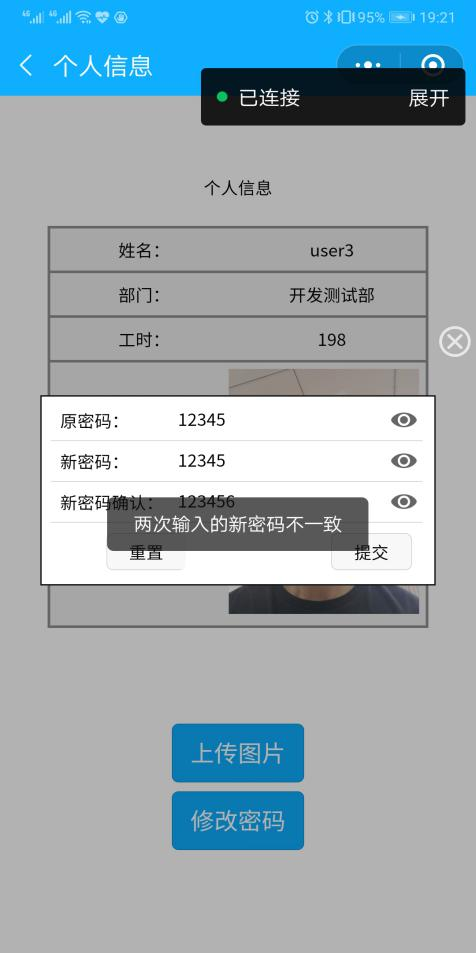 4G 4G 95% 19:21
个人信息
已连接 展开
个人信息
姓名： user3
部门： 开发测试部
工时： 198
原密码： 12345
新密码： 12345
新密码确认： 123456
两次输入的新密码不一致
重置 提交
上传图片
修改密码